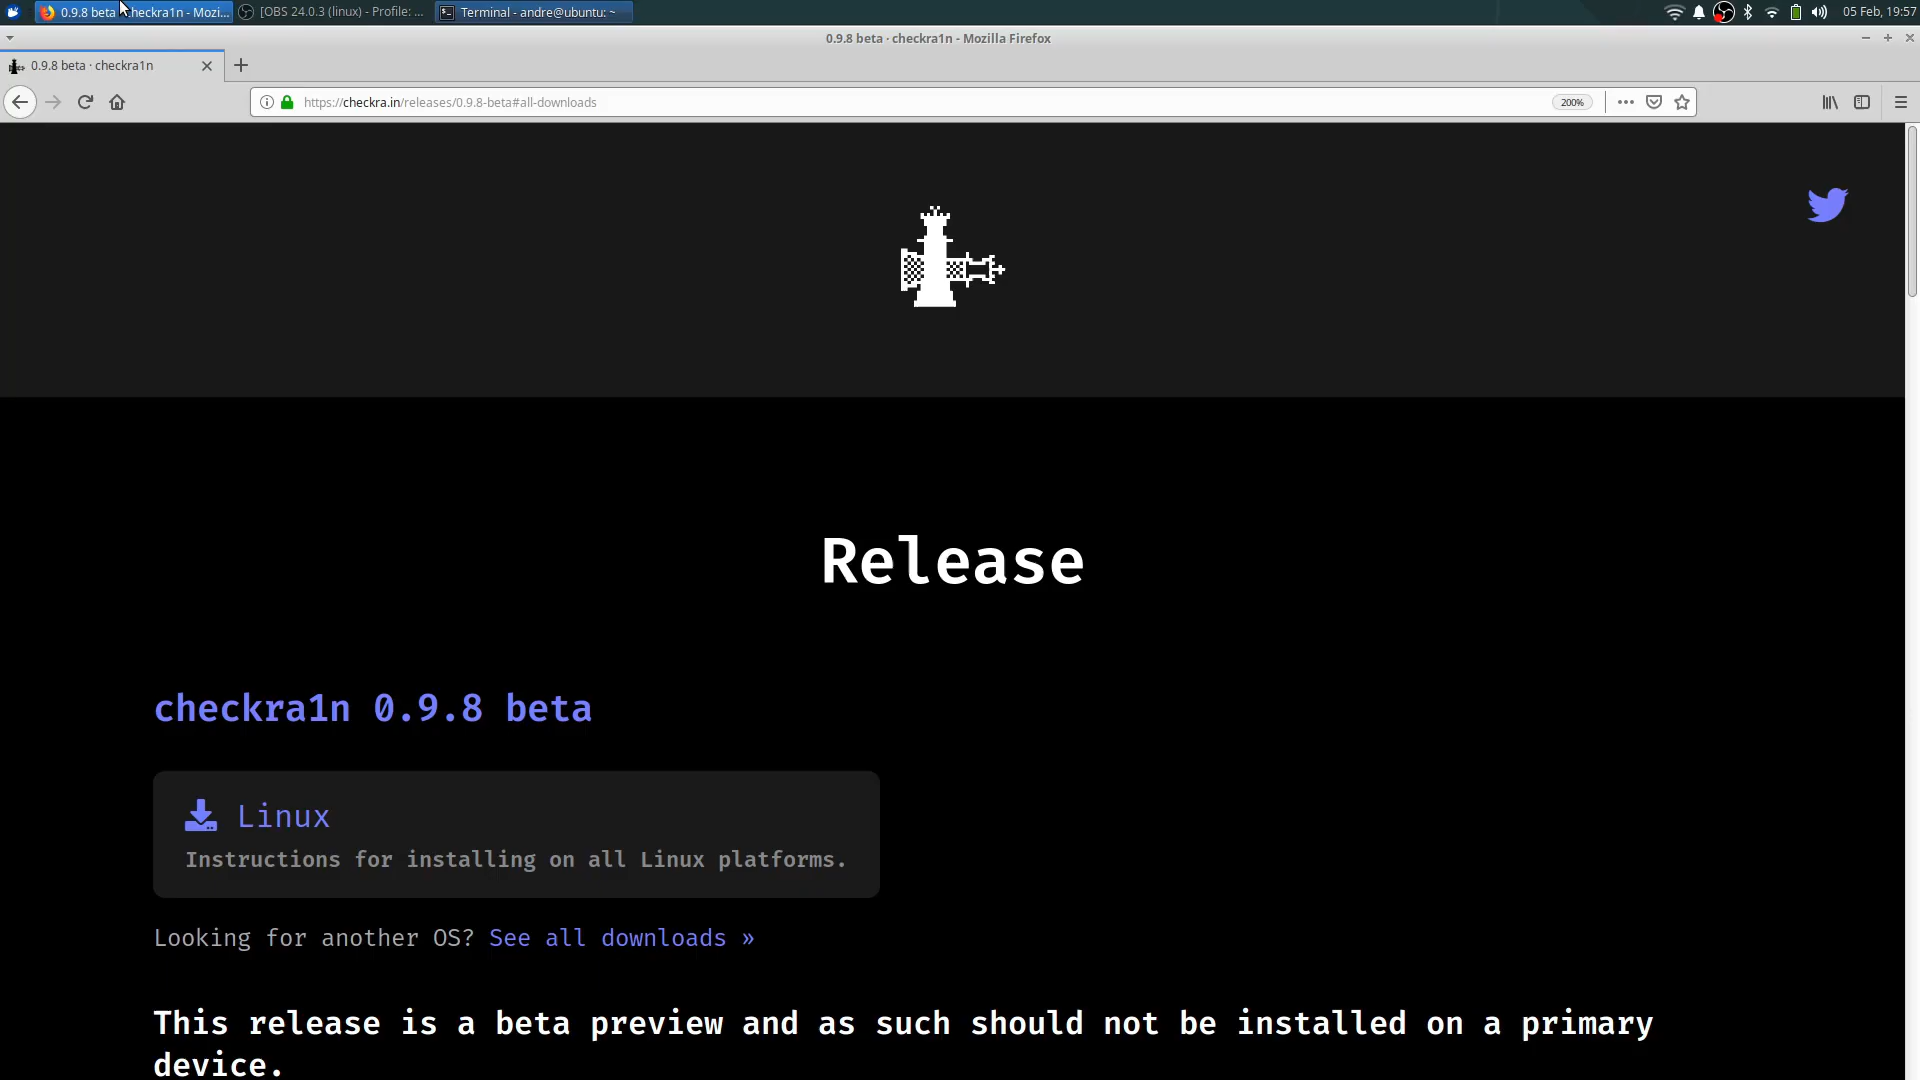 0.9.8 beta checkra1n - Mozi...
[OBS 24.0.3 (linux) - Profile: ...
Terminal - andre@ubuntu: ~
05 Feb, 19:57
0.9.8 beta · checkra1n - Mozilla Firefox
0.9.8 beta · checkra1n
https://checkra.in/releases/0.9.8-beta#all-downloads
200%
Release
checkra1n 0.9.8 beta
Linux
Instructions for installing on all Linux platforms.
Looking for another OS? See all downloads »
This release is a beta preview and as such should not be installed on a primary
device.